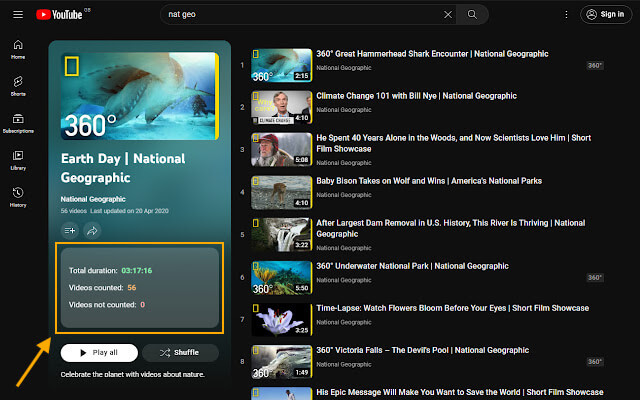 YouTube GB
nat geo
Sign in
Home
Shorts
Subscriptions
Library
History
360°
Earth Day | National
Geographic
National Geographic
56 videos Last updated on 20 Apr 2020
Total duration: 03:17:16
Videos counted: 56
Videos not counted: 0
Play all
Shuffle
Celebrate the planet with videos about nature.
1
360°
2:15
360° Great Hammerhead Shark Encounter | National Geographic
National Geographic
360°
2
CLIMATE CHANGE
4:10
Climate Change 101 with Bill Nye | National Geographic
National Geographic
3
5:08
He Spent 40 Years Alone in the Woods, and Now Scientists Love Him | Short
Film Showcase
National Geographic
4
4:10
Baby Bison Takes on Wolf and Wins | America's National Parks
National Geographic
5
3:22
After Largest Dam Removal in U.S. History, This River Is Thriving | National
Geographic
National Geographic
6
360°
5:50
360° Underwater National Park | National Geographic
National Geographic
360°
7
3:25
Time-Lapse: Watch Flowers Bloom Before Your Eyes | Short Film Showcase
National Geographic
8
360°
1:49
360° Victoria Falls – The Devil's Pool | National Geographic
National Geographic
360°
His Epic Message Will Make You Want to Save the World | Short Film Showcase